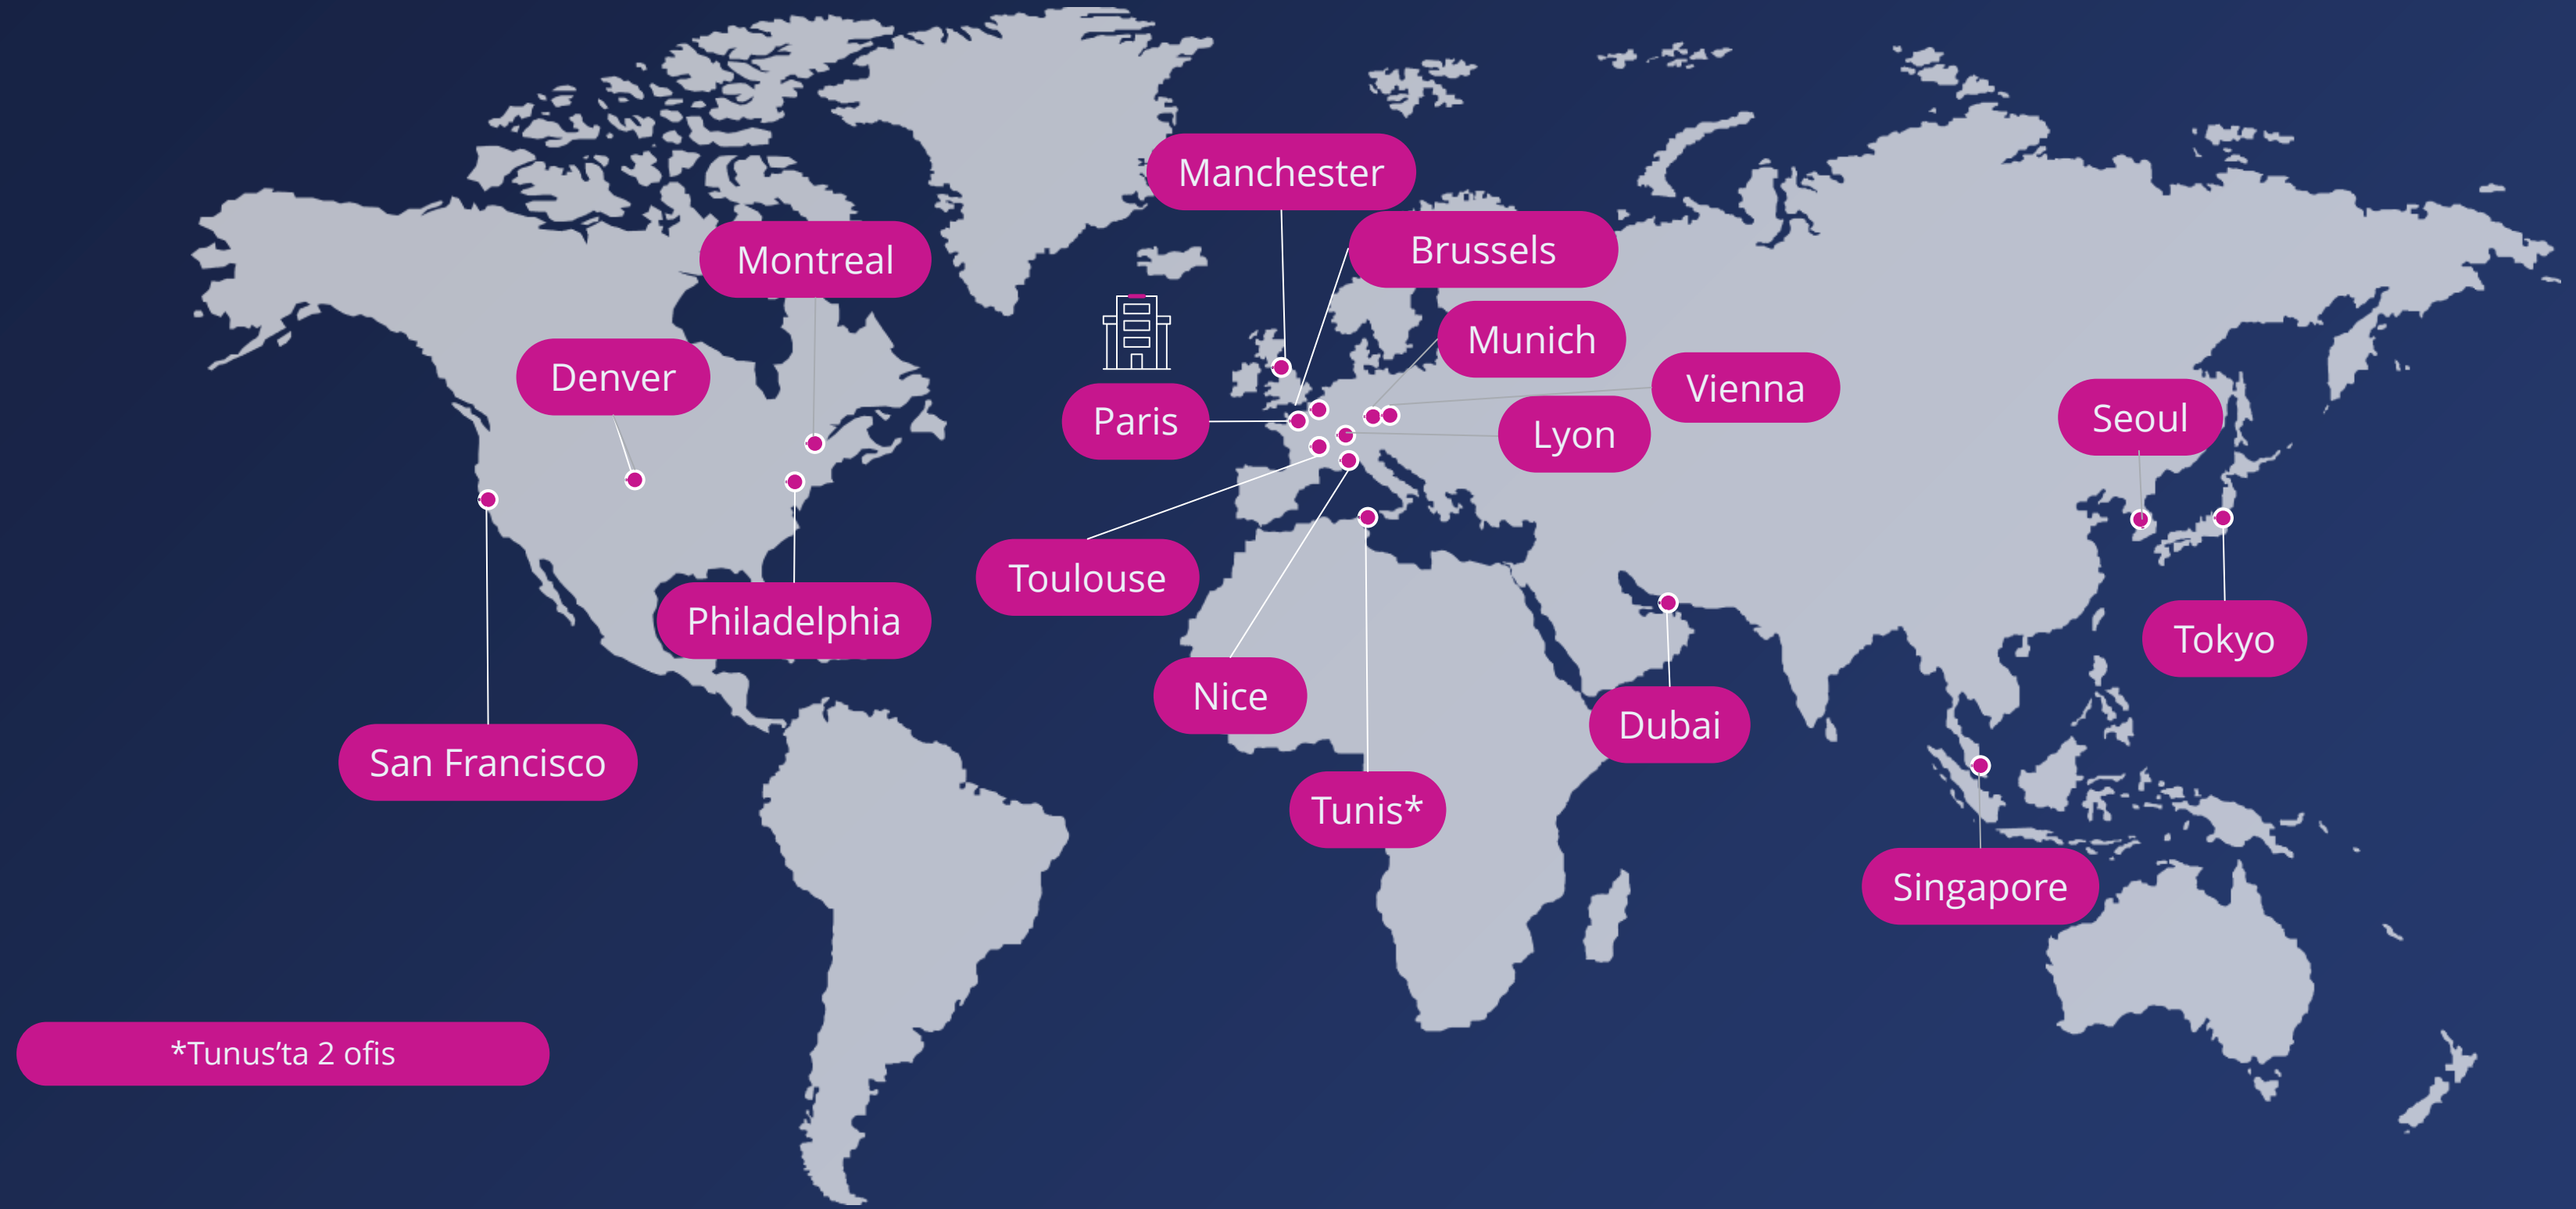 Manchester
Brussels
Montreal
Munich
Denver
Vienna
Paris
Lyon
Seoul
Toulouse
Philadelphia
Tokyo
Nice
Dubai
San Francisco
Tunis*
Singapore
*Tunus’ta 2 ofis